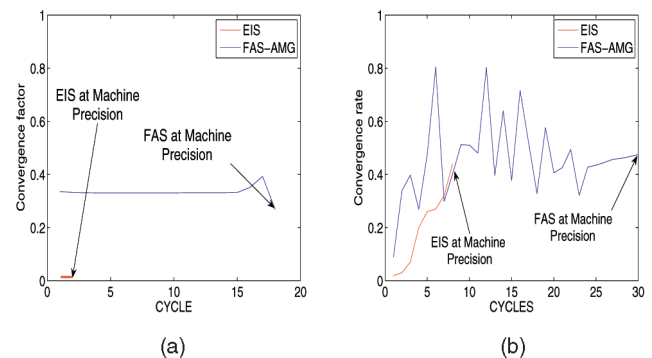 1
0.8
0.6
0.4
0.2
0
0
5
10
15
20
Convergence factor
CYCLE
EIS
FAS-AMG
EIS at Machine
Precision
FAS at Machine
Precision
(a)
1
0.8
0.6
0.4
0.2
0
0
5
10
15
20
25
30
Convergence rate
CYCLES
EIS
FAS-AMG
EIS at Machine
Precision
FAS at Machine
Precision
(b)